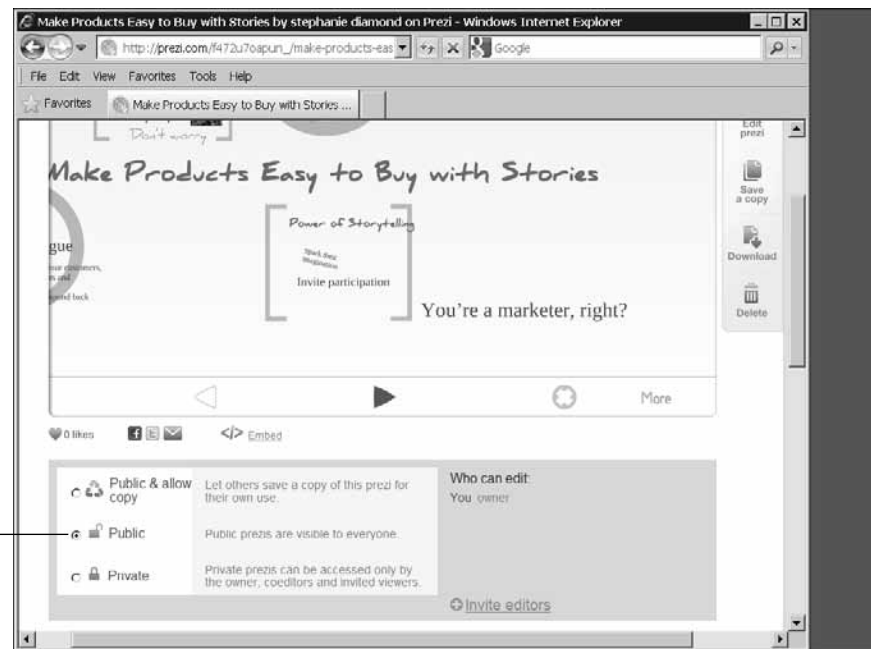 Make Products Easy to Buy with Stories by stephanie diamond on Prezi - Windows Internet Explorer
http://prezi.com/f472u7oapun_/make-products-eas
Google
File Edit View Favorites Tools Help
Favorites
Make Products Easy to Buy with Stories ...
Don't worry
Edit
prezi
Make Products Easy to Buy with Stories
Save
a copy
Power of Storytelling
gue
Invite participation
Download
You're a marketer, right?
Delete
More
0 likes
</> Embed
Public & allow
copy
Let others save a copy of this prezi for
their own use.
Who can edit:
You owner
Public
Public prezis are visible to everyone.
Private
Private prezis can be accessed only by
the owner, coeditors and invited viewers.
Invite editors